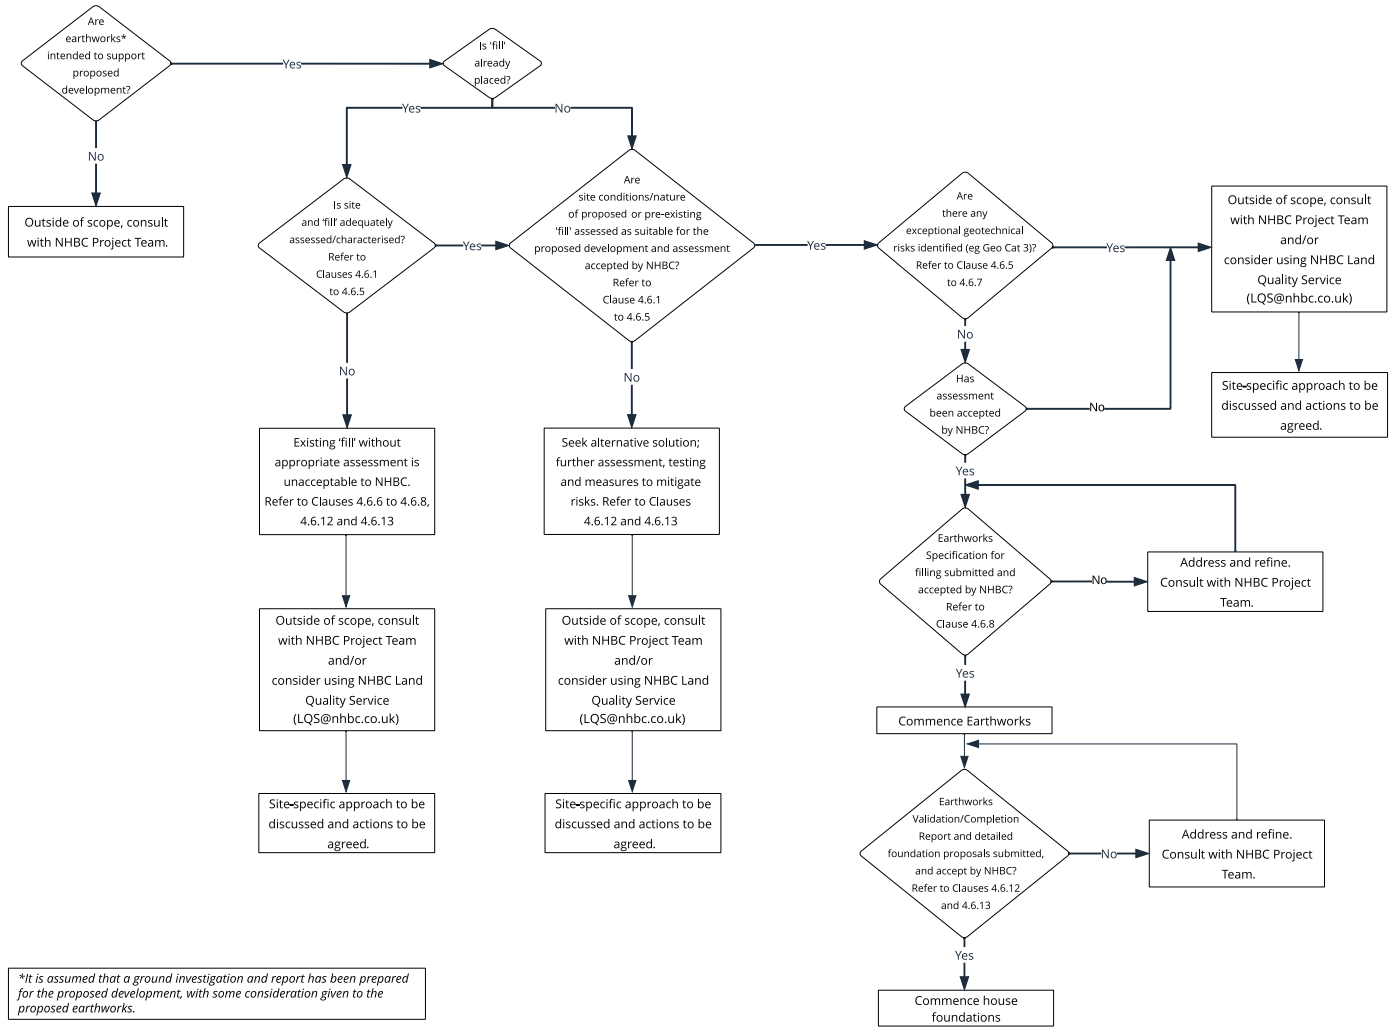 Are
earthworks*
intended to support
proposed
development?
Yes
Is 'fill'
already
placed?
No
Outside of scope, consult
with NHBC Project Team.
Yes
No
Is site
and ‘fill’ adequately
assessed/characterised?
Refer to
Clauses 4.6.1
to 4.6.5
Yes
Are
site conditions/nature
of proposed or pre-existing
'fill' assessed as suitable for the
proposed development and assessment
accepted by NHBC?
Refer to
Clause 4.6.1
to 4.6.5
Yes
Are
there any
exceptional geotechnical
risks identified (eg Geo Cat 3)?
Refer to Clause 4.6.5
to 4.6.7
Yes
Outside of scope, consult
with NHBC Project Team
and/or
consider using NHBC Land
Quality Service
(LQS@nhbc.co.uk)
Site-specific approach to be
discussed and actions to be
agreed.
No
Existing ‘fill’ without
appropriate assessment is
unacceptable to NHBC.
Refer to Clauses 4.6.6 to 4.6.8,
4.6.12 and 4.6.13
Outside of scope, consult
with NHBC Project Team
and/or
consider using NHBC Land
Quality Service
(LQS@nhbc.co.uk)
Site-specific approach to be
discussed and actions to be
agreed.
No
Seek alternative solution;
further assessment, testing
and measures to mitigate
risks. Refer to Clauses
4.6.12 and 4.6.13
Outside of scope, consult
with NHBC Project Team
and/or
consider using NHBC Land
Quality Service
(LQS@nhbc.co.uk)
Site-specific approach to be
discussed and actions to be
agreed.
No
Has
assessment
been accepted
by NHBC?
No
Yes
Earthworks
Specification for
filling submitted and
accepted by NHBC?
Refer to
Clause 4.6.8
No
Address and refine.
Consult with NHBC Project
Team.
Yes
Commence Earthworks
Earthworks
Validation/Completion
Report and detailed
foundation proposals submitted,
and accept by NHBC?
Refer to Clauses 4.6.12
and 4.6.13
No
Address and refine.
Consult with NHBC Project
Team.
Yes
Commence house
foundations
*It is assumed that a ground investigation and report has been prepared
for the proposed development, with some consideration given to the
proposed earthworks.